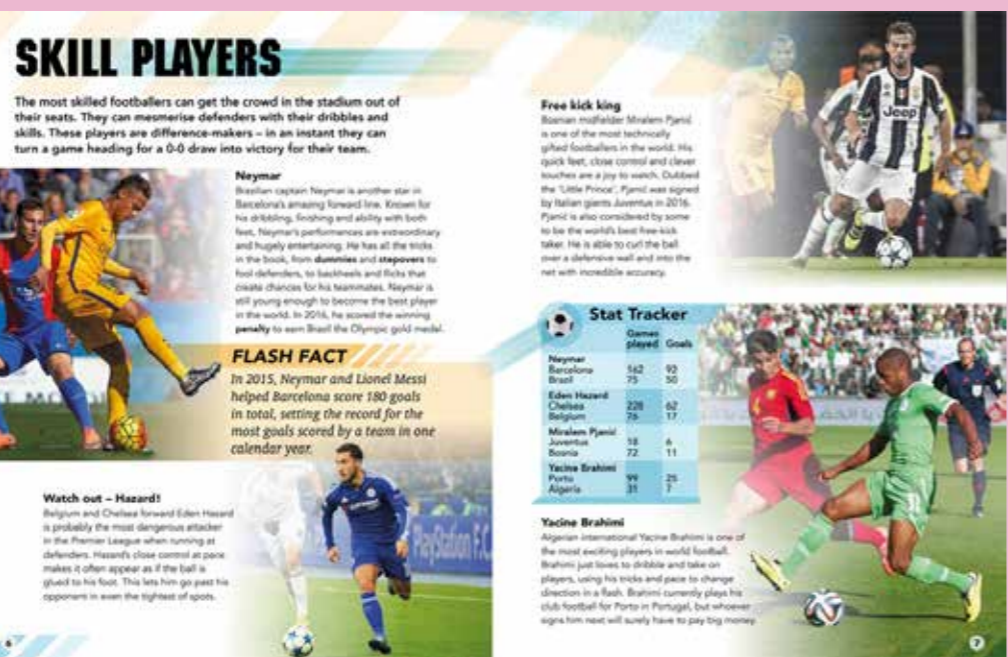 SKILL PLAYERS
The most skilled footballers can get the crowd in the stadium out of
their seats. They can mesmerise defenders with their dribbles and
skills. These players are difference-makers – in an instant they can
turn a game heading for a 0-0 draw into victory for their team.
Neymar
Brazilian captain Neymar is another star in
Barcelona's amazing forward line. Known for
his dribbling, finishing and ability with both
feet, Neymar's performances are extraordinary
and hugely entertaining. He has all the tricks
in the book, from dummies and stepovers to
fool defenders, to backheels and flicks that
create chances for his teammates. Neymar is
still young enough to become the best player
in the world. In 2016, he scored the winning
penalty to earn Brazil the Olympic gold medal.
FLASH FACT
In 2015, Neymar and Lionel Messi
helped Barcelona score 180 goals
in total, setting the record for the
most goals scored by a team in one
calendar year.
Watch out – Hazard!
Belgium and Chelsea forward Eden Hazard
is probably the most dangerous attacker
in the Premier League when running at
defenders. Hazard's close control at pace
makes it often appear as if the ball is
glued to his foot. This lets him go past his
opponent in even the tightest of spots.
PlayStation F.C.
6
Free kick king
Bosnian midfielder Miralem Pjanić
is one of the most technically
gifted footballers in the world. His
quick feet, close control and clever
touches are a joy to watch. Dubbed
the 'Little Prince', Pjanić was signed
by Italian giants Juventus in 2016.
Pjanić is also considered by some
to be the world's best free-kick
taker. He is able to curl the ball
over a defensive wall and into the
net with incredible accuracy.
Jeep
Stat Tracker
Games
played Goals
Neymar
Barcelona 162 92
Brazil 75 50
Eden Hazard
Chelsea 228 62
Belgium 76 17
Miralem Pjanić
Juventus 18 6
Bosnia 72 11
Yacine Brahimi
Porto 99 25
Algeria 31 7
Yacine Brahimi
Algerian international Yacine Brahimi is one of
the most exciting players in world football.
Brahimi just loves to dribble and take on
players, using his tricks and pace to change
direction in a flash. Brahimi currently plays his
club football for Porto in Portugal, but whoever
signs him next will surely have to pay big money.
7